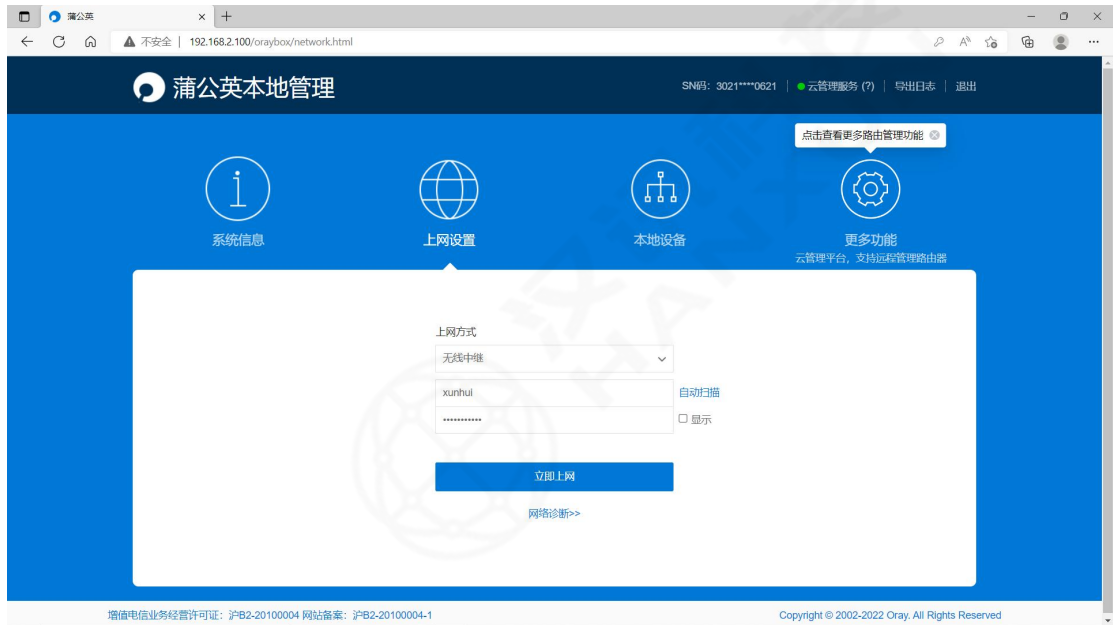 蒲公英
不安全 | 192.168.2.100/oraybox/network.html
蒲公英本地管理
SN码：3021****0621 | 云管理服务 (?) | 导出日志 | 退出
点击查看更多路由管理功能
系统信息
上网设置
本地设备
更多功能
云管理平台，支持远程管理路由器
上网方式
无线中继
xunhui
自动扫描
•••••••••••
显示
立即上网
网络诊断>>
增值电信业务经营许可证：沪B2-20100004 网站备案：沪B2-20100004-1
Copyright © 2002-2022 Oray. All Rights Reserved